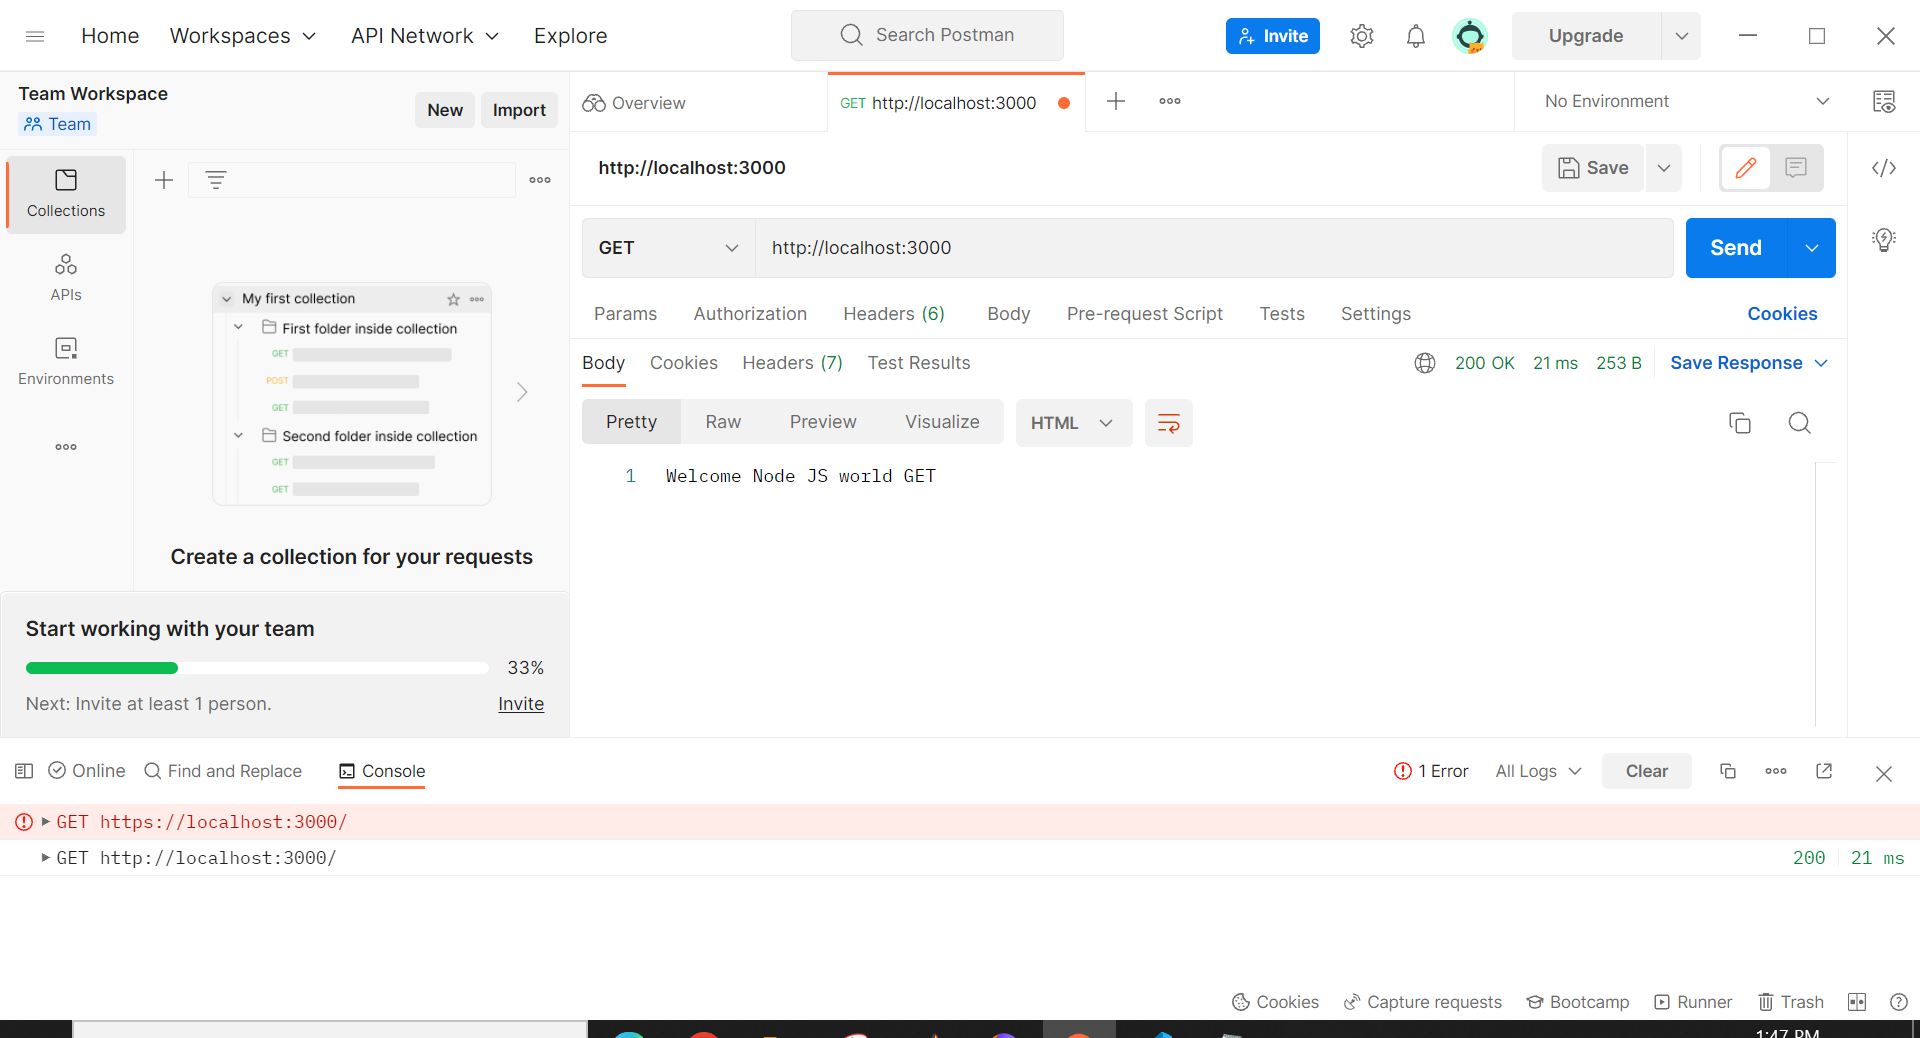 Home Workspaces API Network Explore Search Postman Invite Upgrade
Team Workspace
Team
New Import
Overview GET http://localhost:3000 No Environment
http://localhost:3000 Save
Collections
APIs
Environments
My first collection
First folder inside collection
GET
POST
GET
Second folder inside collection
GET
GET
Create a collection for your requests
Start working with your team
33%
Next: Invite at least 1 person. Invite
GET http://localhost:3000 Send
Params Authorization Headers (6) Body Pre-request Script Tests Settings Cookies
Body Cookies Headers (7) Test Results 200 OK 21 ms 253 B Save Response
Pretty Raw Preview Visualize HTML
1 Welcome Node JS world GET
Online Find and Replace Console 1 Error All Logs Clear
GET https://localhost:3000/
GET http://localhost:3000/ 200 21 ms
Cookies Capture requests Bootcamp Runner Trash
1:47 PM